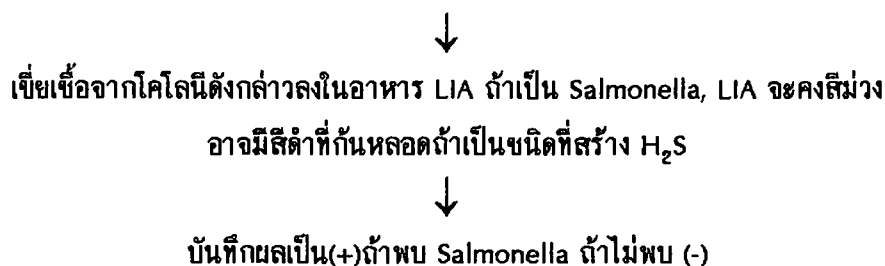 ↓
เขี่ยเชื้อจากโคโลนีดังกล่าวลงในอาหาร LIA ถ้าเป็น Salmonella, LIA จะคงสีม่วง
อาจมีสีดำที่ก้นหลอดถ้าเป็นชนิดที่สร้าง H₂S
↓
บันทึกผลเป็น(+)ถ้าพบ Salmonella ถ้าไม่พบ (-)